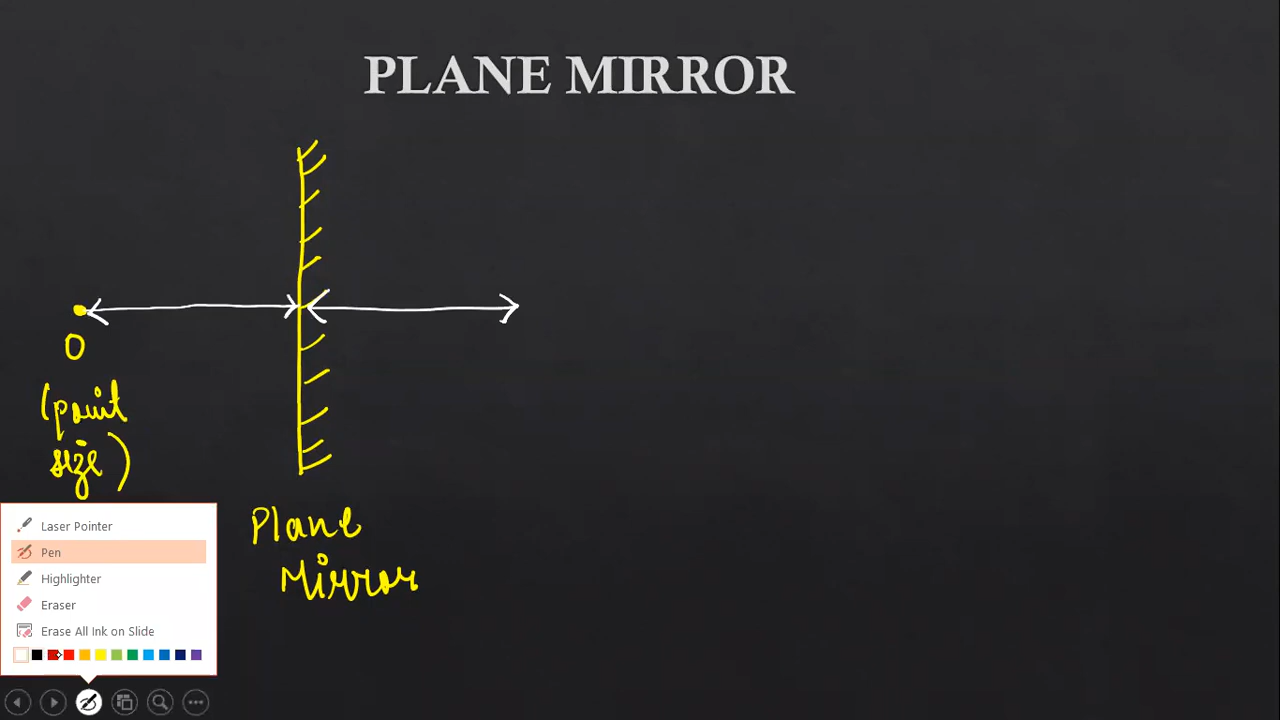 PLANE MIRROR
O
(point
size)
Plane
Mirror
Laser Pointer
Pen
Highlighter
Eraser
Erase All Ink on Slide